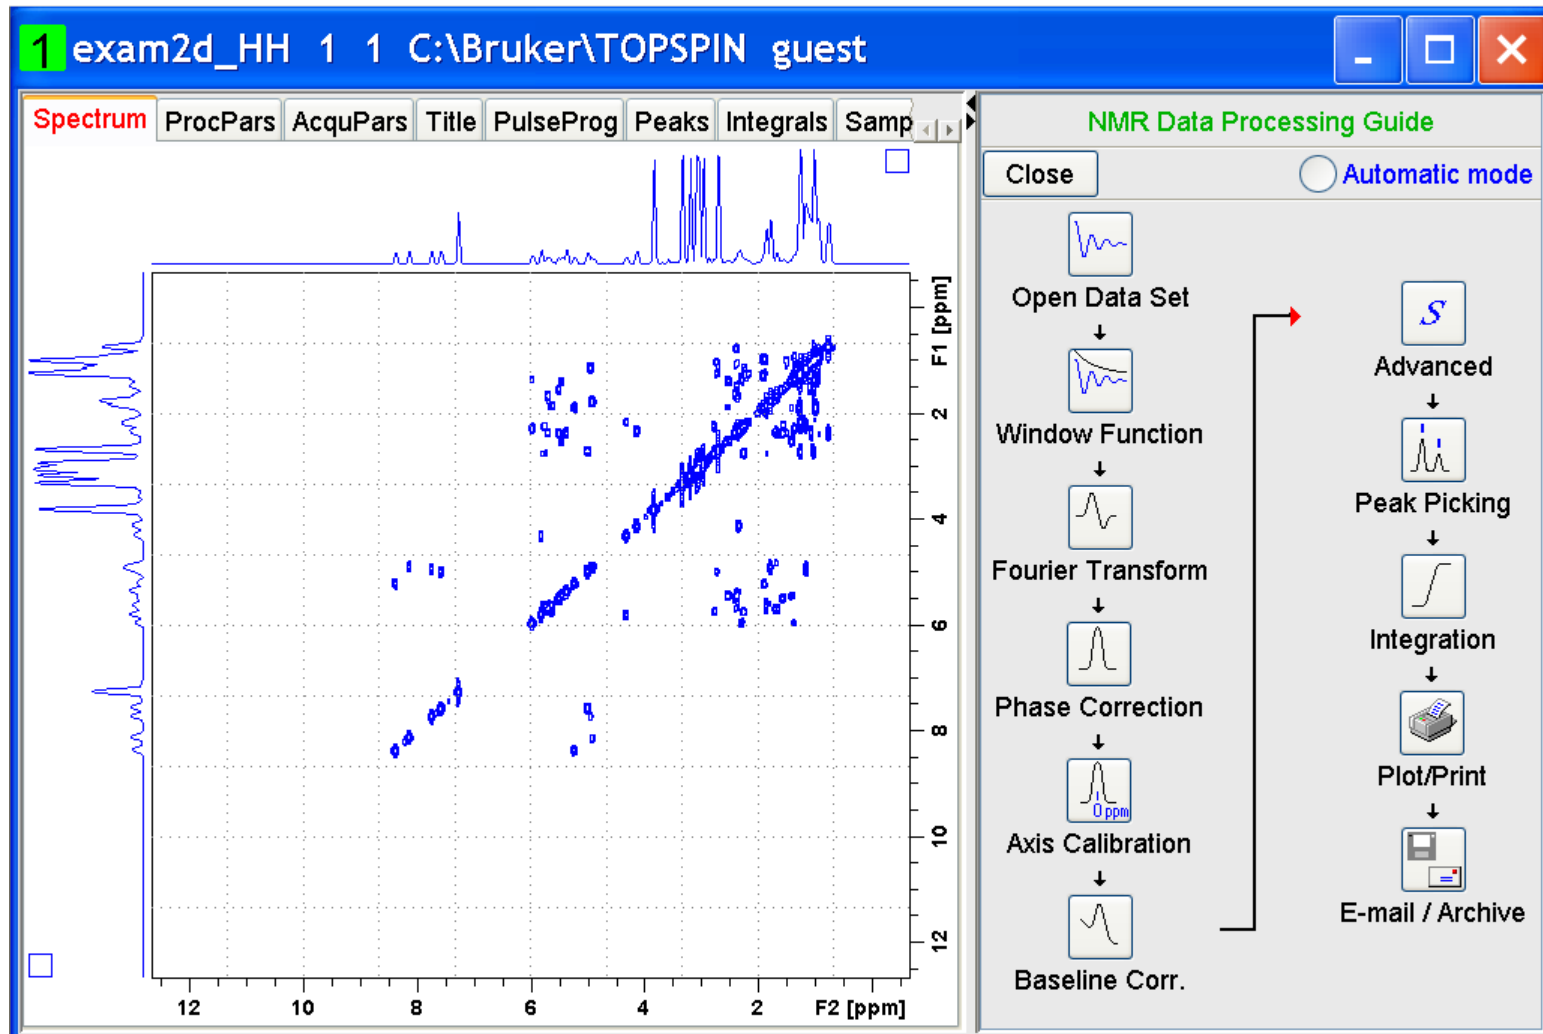 1 exam2d_HH 1 1 C:\Bruker\TOPSPIN guest
Spectrum ProcPars AcquPars Title PulseProg Peaks Integrals Samp
F1 [ppm]
2
4
6
8
10
12
12 10 8 6 4 2 F2 [ppm]
NMR Data Processing Guide
Close Automatic mode
Open Data Set
Window Function
Fourier Transform
Phase Correction
0 ppm
Axis Calibration
Baseline Corr.
S
Advanced
Peak Picking
Integration
Plot/Print
E-mail / Archive